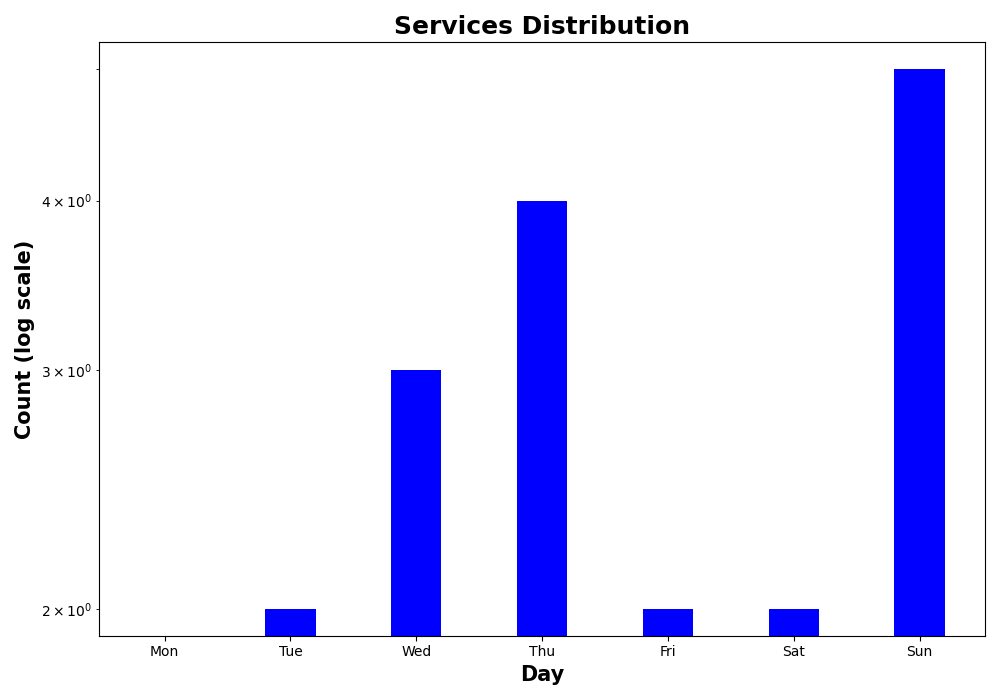 Services Distribution
Count (log scale)
4 × 10⁰
3 × 10⁰
2 × 10⁰
Mon Tue Wed Thu Fri Sat Sun
Day